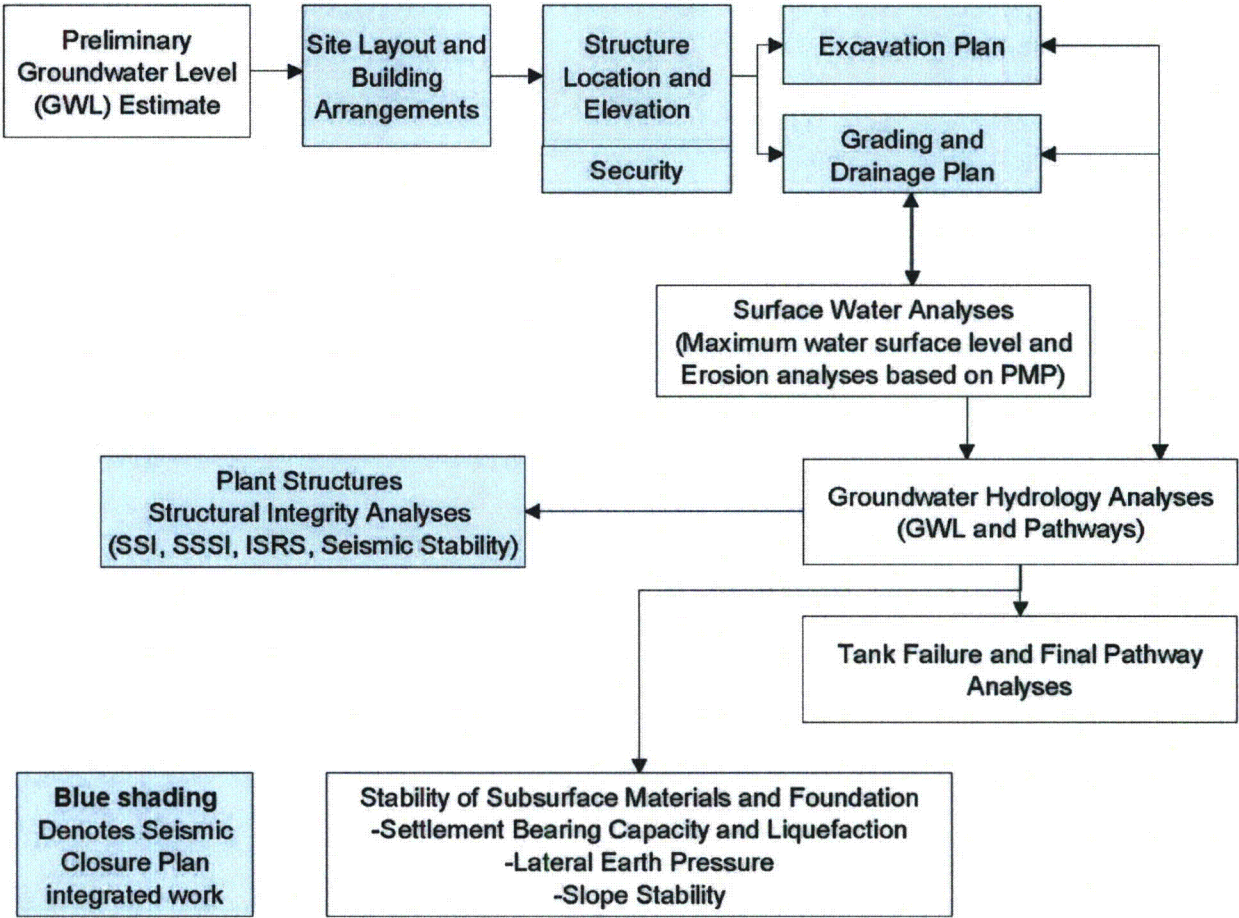 Preliminary
Groundwater Level
(GWL) Estimate
Site Layout and
Building
Arrangements
Structure
Location and
Elevation
Security
Excavation Plan
Grading and
Drainage Plan
Surface Water Analyses
(Maximum water surface level and
Erosion analyses based on PMP)
Plant Structures
Structural Integrity Analyses
(SSI, SSSI, ISRS, Seismic Stability)
Groundwater Hydrology Analyses
(GWL and Pathways)
Tank Failure and Final Pathway
Analyses
Blue shading
Denotes Seismic
Closure Plan
integrated work
Stability of Subsurface Materials and Foundation
-Settlement Bearing Capacity and Liquefaction
-Lateral Earth Pressure
-Slope Stability